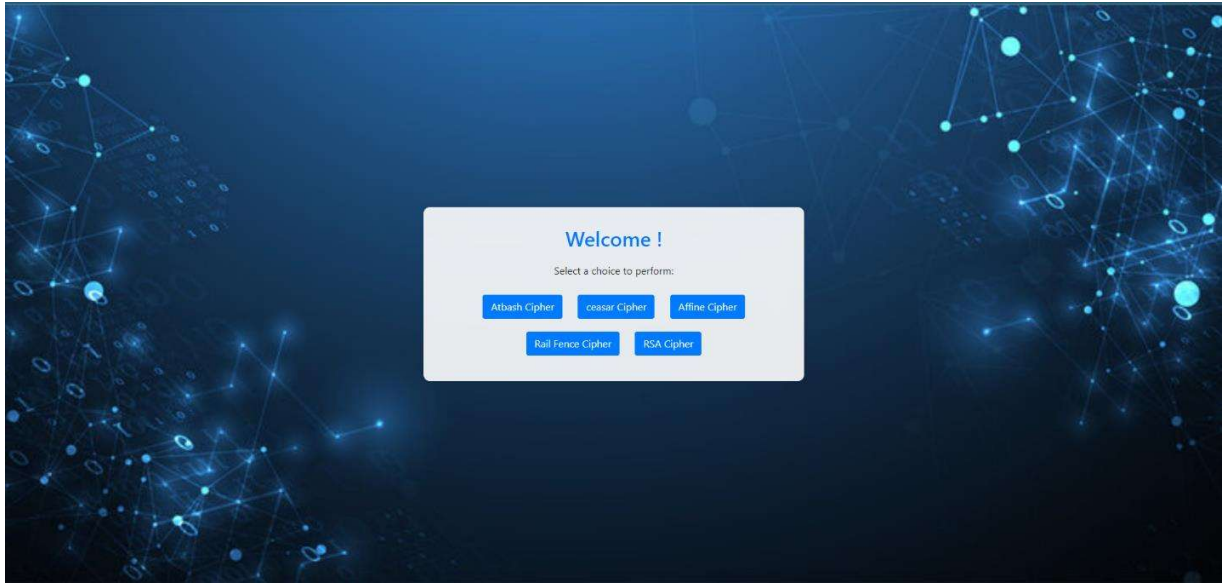 Welcome !
Select a choice to perform:
Atbash Cipher ceasar Cipher Affine Cipher
Rail Fence Cipher RSA Cipher